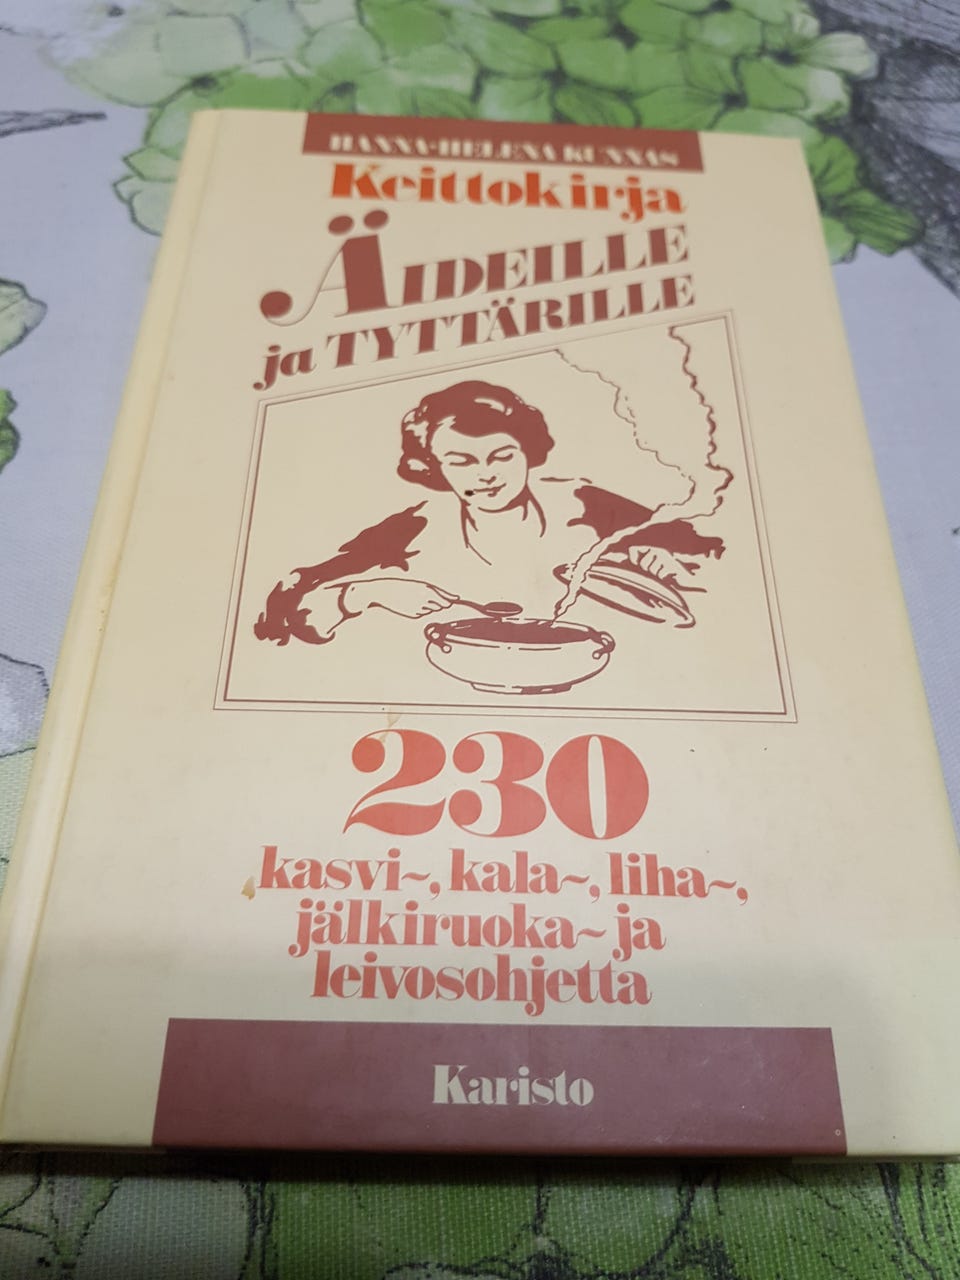 HANNA-HELENA KUNNAS
Keittokirja
ÄIDEILLE
ja TYTTÄRILLE
230
kasvi~, kala~, liha~,
jälkiruoka~ ja
leivosohjetta
Karisto